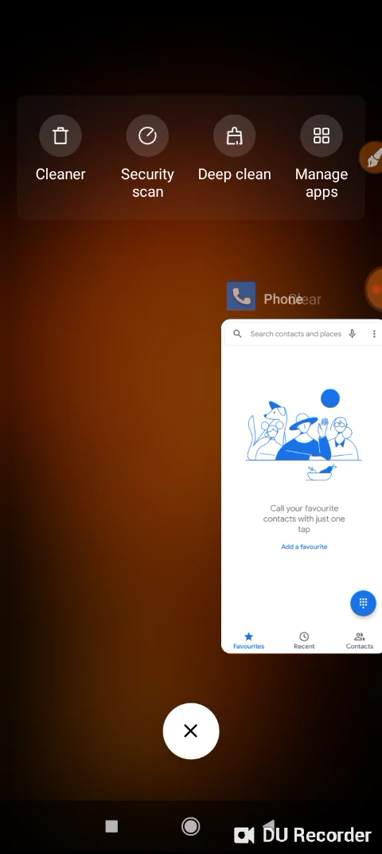 Cleaner
Security
scan
Deep clean
Manage
apps
Phone
Clear
Search contacts and places
Call your favourite
contacts with just one
tap
Add a favourite
Favourites
Recent
Contacts
DU Recorder